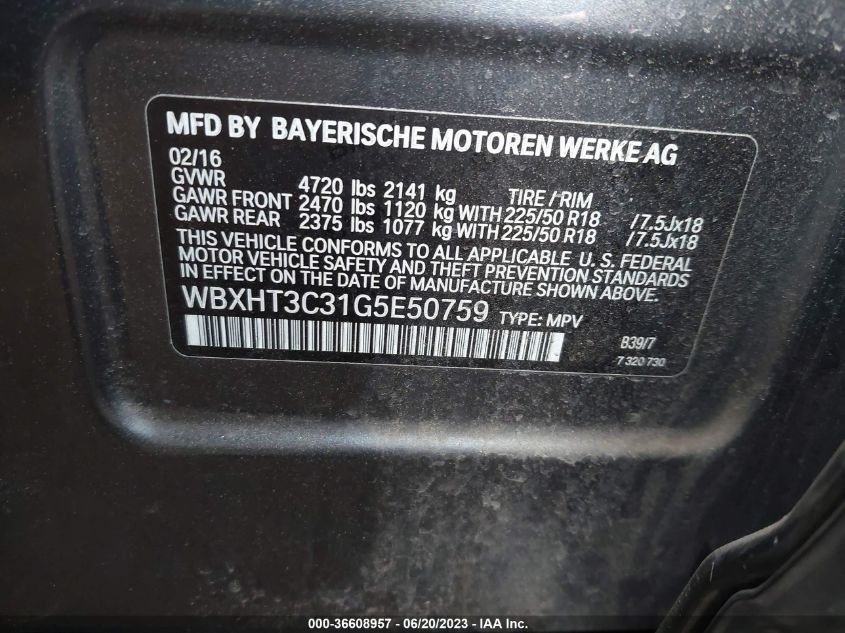 MFD BY BAYERISCHE MOTOREN WERKE AG
02/16
GVWR 4720 lbs 2141 kg TIRE / RIM
GAWR FRONT 2470 lbs 1120 kg WITH 225/50 R18 / 7.5Jx18
GAWR REAR 2375 lbs 1077 kg WITH 225/50 R18 / 7.5Jx18
THIS VEHICLE CONFORMS TO ALL APPLICABLE U. S. FEDERAL
MOTOR VEHICLE SAFETY AND THEFT PREVENTION STANDARDS
IN EFFECT ON THE DATE OF MANUFACTURE SHOWN ABOVE.
WBXHT3C31G5E50759 TYPE: MPV
B39/7
7 320 730
000-36608957 / 06/20/2023 - IAA Inc.